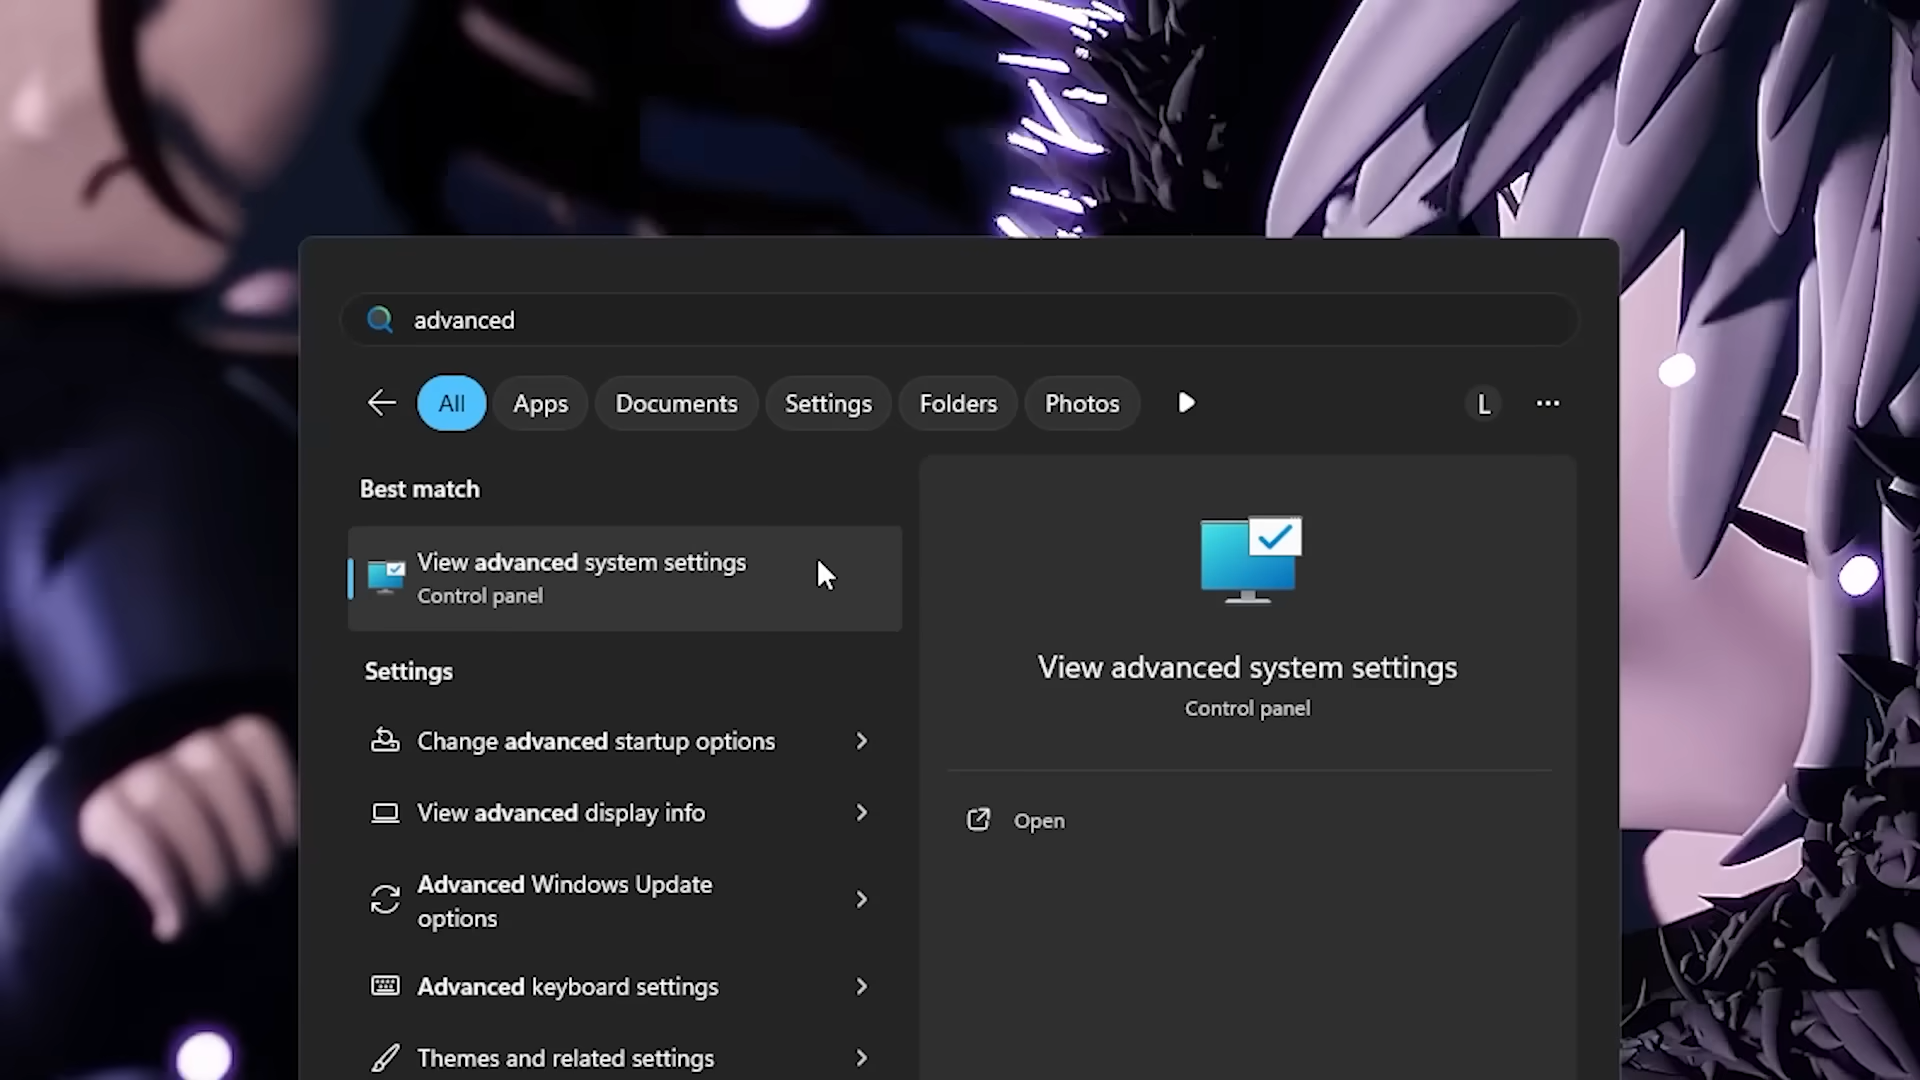 advanced
All Apps Documents Settings Folders Photos L ...
Best match
View advanced system settings
Control panel
Settings
Change advanced startup options
View advanced display info
Advanced Windows Update
options
Advanced keyboard settings
Themes and related settings
View advanced system settings
Control panel
Open